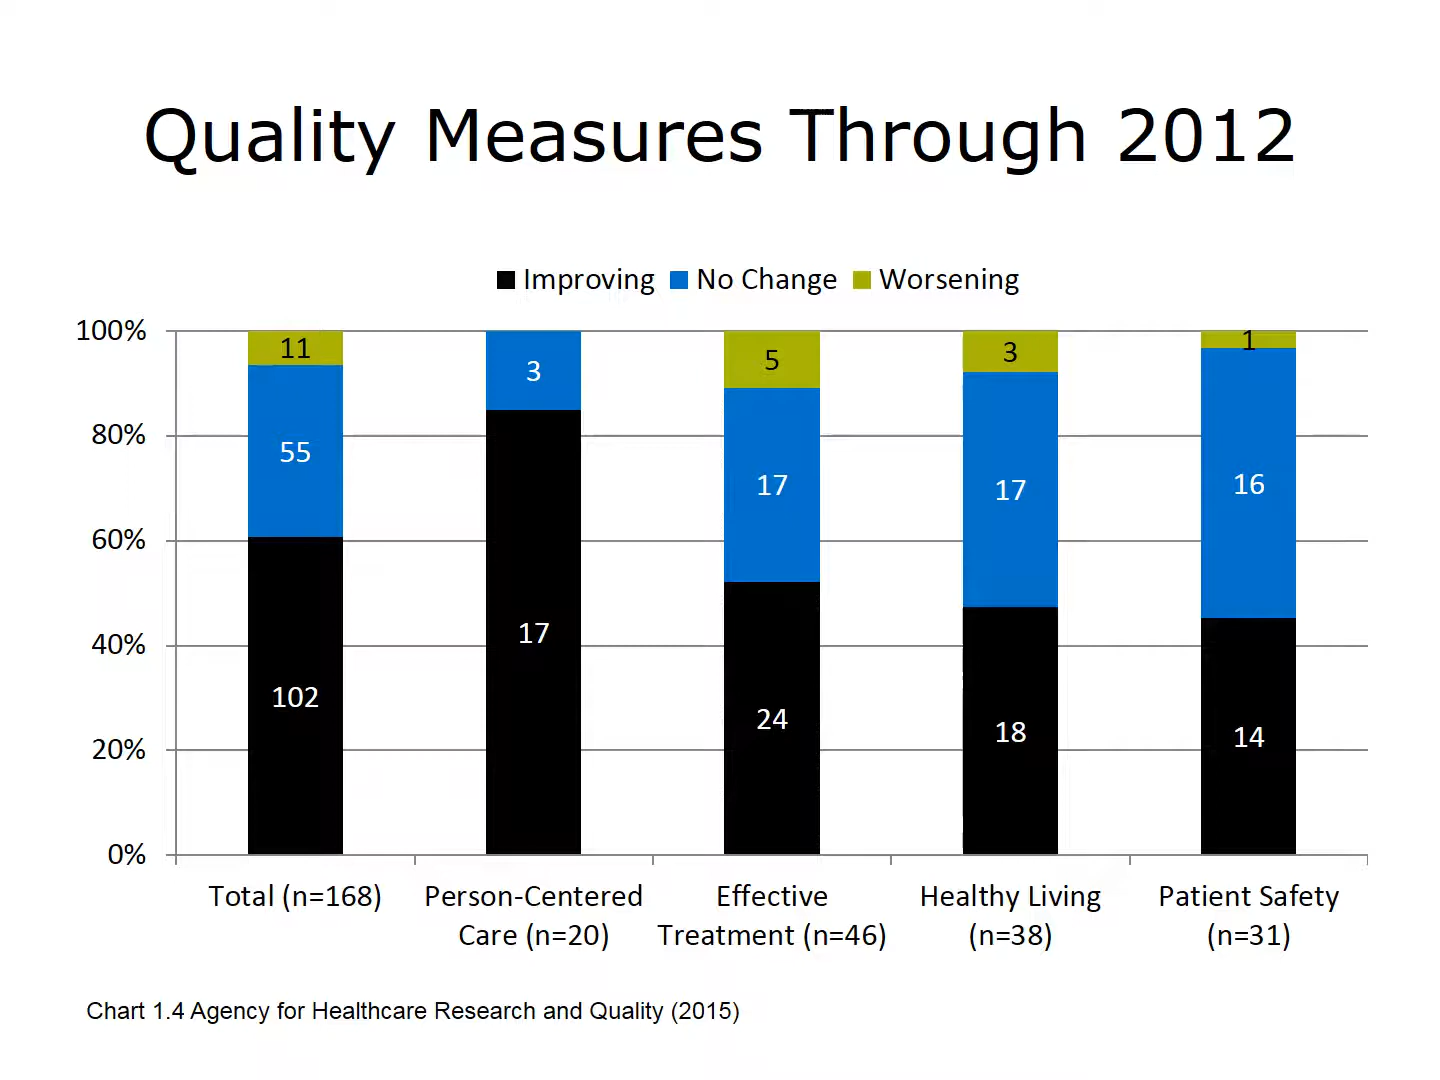 Quality Measures Through 2012
Improving No Change Worsening
100%
80%
60%
40%
20%
0%
11
55
102
3
17
5
17
24
3
17
18
1
16
14
Total (n=168)
Person-Centered
Care (n=20)
Effective
Treatment (n=46)
Healthy Living
(n=38)
Patient Safety
(n=31)
Chart 1.4 Agency for Healthcare Research and Quality (2015)